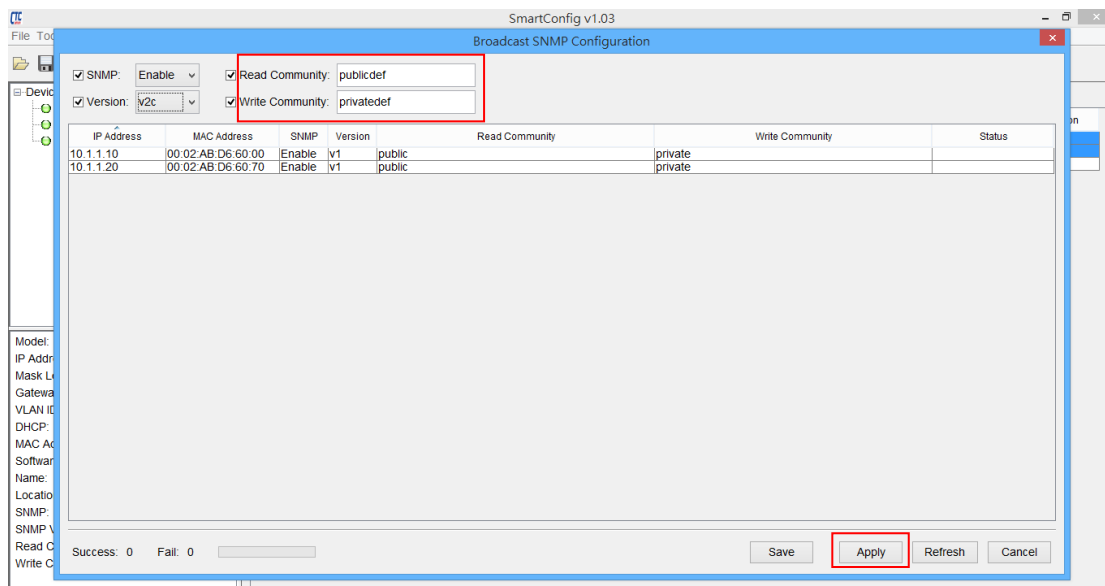 CTC
SmartConfig v1.03
File Too
Broadcast SNMP Configuration
SNMP: Enable
Read Community: publicdef
Version: v2c
Write Community: privatedef
Devic
on
IP Address MAC Address SNMP Version Read Community Write Community Status
10.1.1.10 00:02:AB:D6:60:00 Enable v1 public private
10.1.1.20 00:02:AB:D6:60:70 Enable v1 public private
Model:
IP Addr
Mask Le
Gatewa
VLAN ID
DHCP:
MAC Ad
Softwar
Name:
Locatio
SNMP:
SNMP V
Read C
Write C
Success: 0 Fail: 0
Save Apply Refresh Cancel